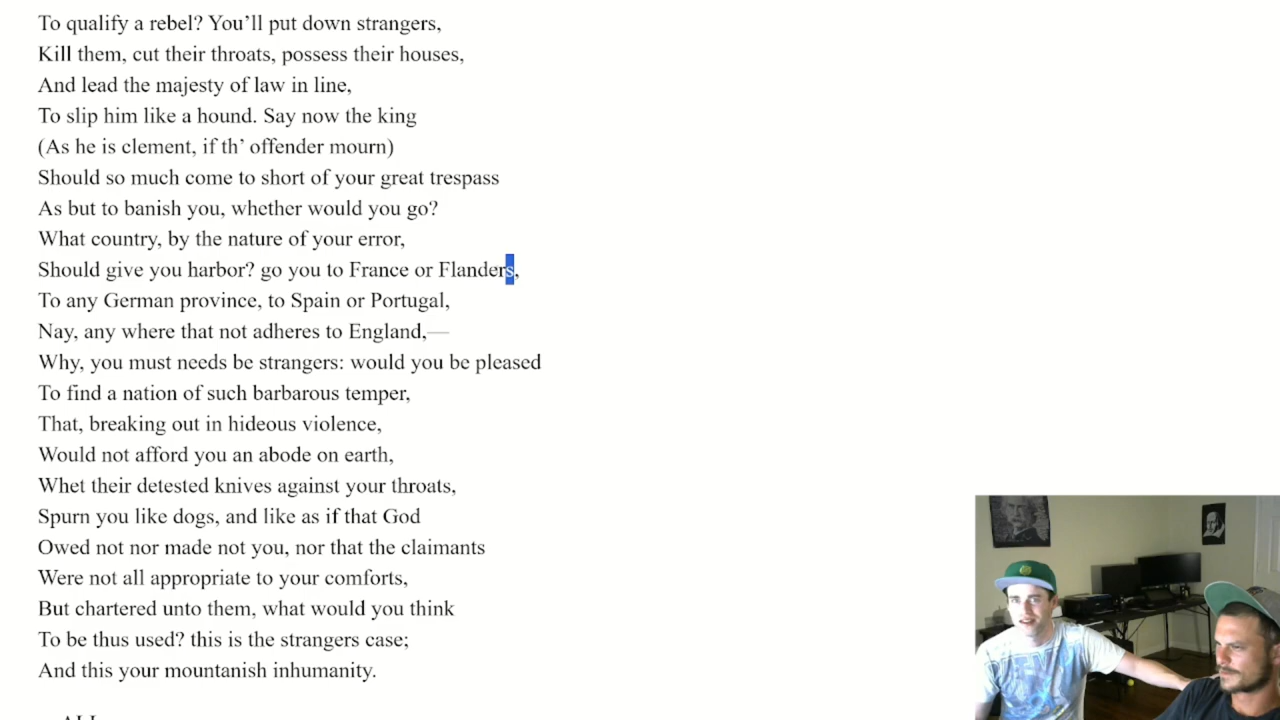 To qualify a rebel? You’ll put down strangers,
Kill them, cut their throats, possess their houses,
And lead the majesty of law in line,
To slip him like a hound. Say now the king
(As he is clement, if th’ offender mourn)
Should so much come to short of your great trespass
As but to banish you, whether would you go?
What country, by the nature of your error,
Should give you harbor? go you to France or Flanders,
To any German province, to Spain or Portugal,
Nay, any where that not adheres to England,—
Why, you must needs be strangers: would you be pleased
To find a nation of such barbarous temper,
That, breaking out in hideous violence,
Would not afford you an abode on earth,
Whet their detested knives against your throats,
Spurn you like dogs, and like as if that God
Owed not nor made not you, nor that the claimants
Were not all appropriate to your comforts,
But chartered unto them, what would you think
To be thus used? this is the strangers case;
And this your mountanish inhumanity.